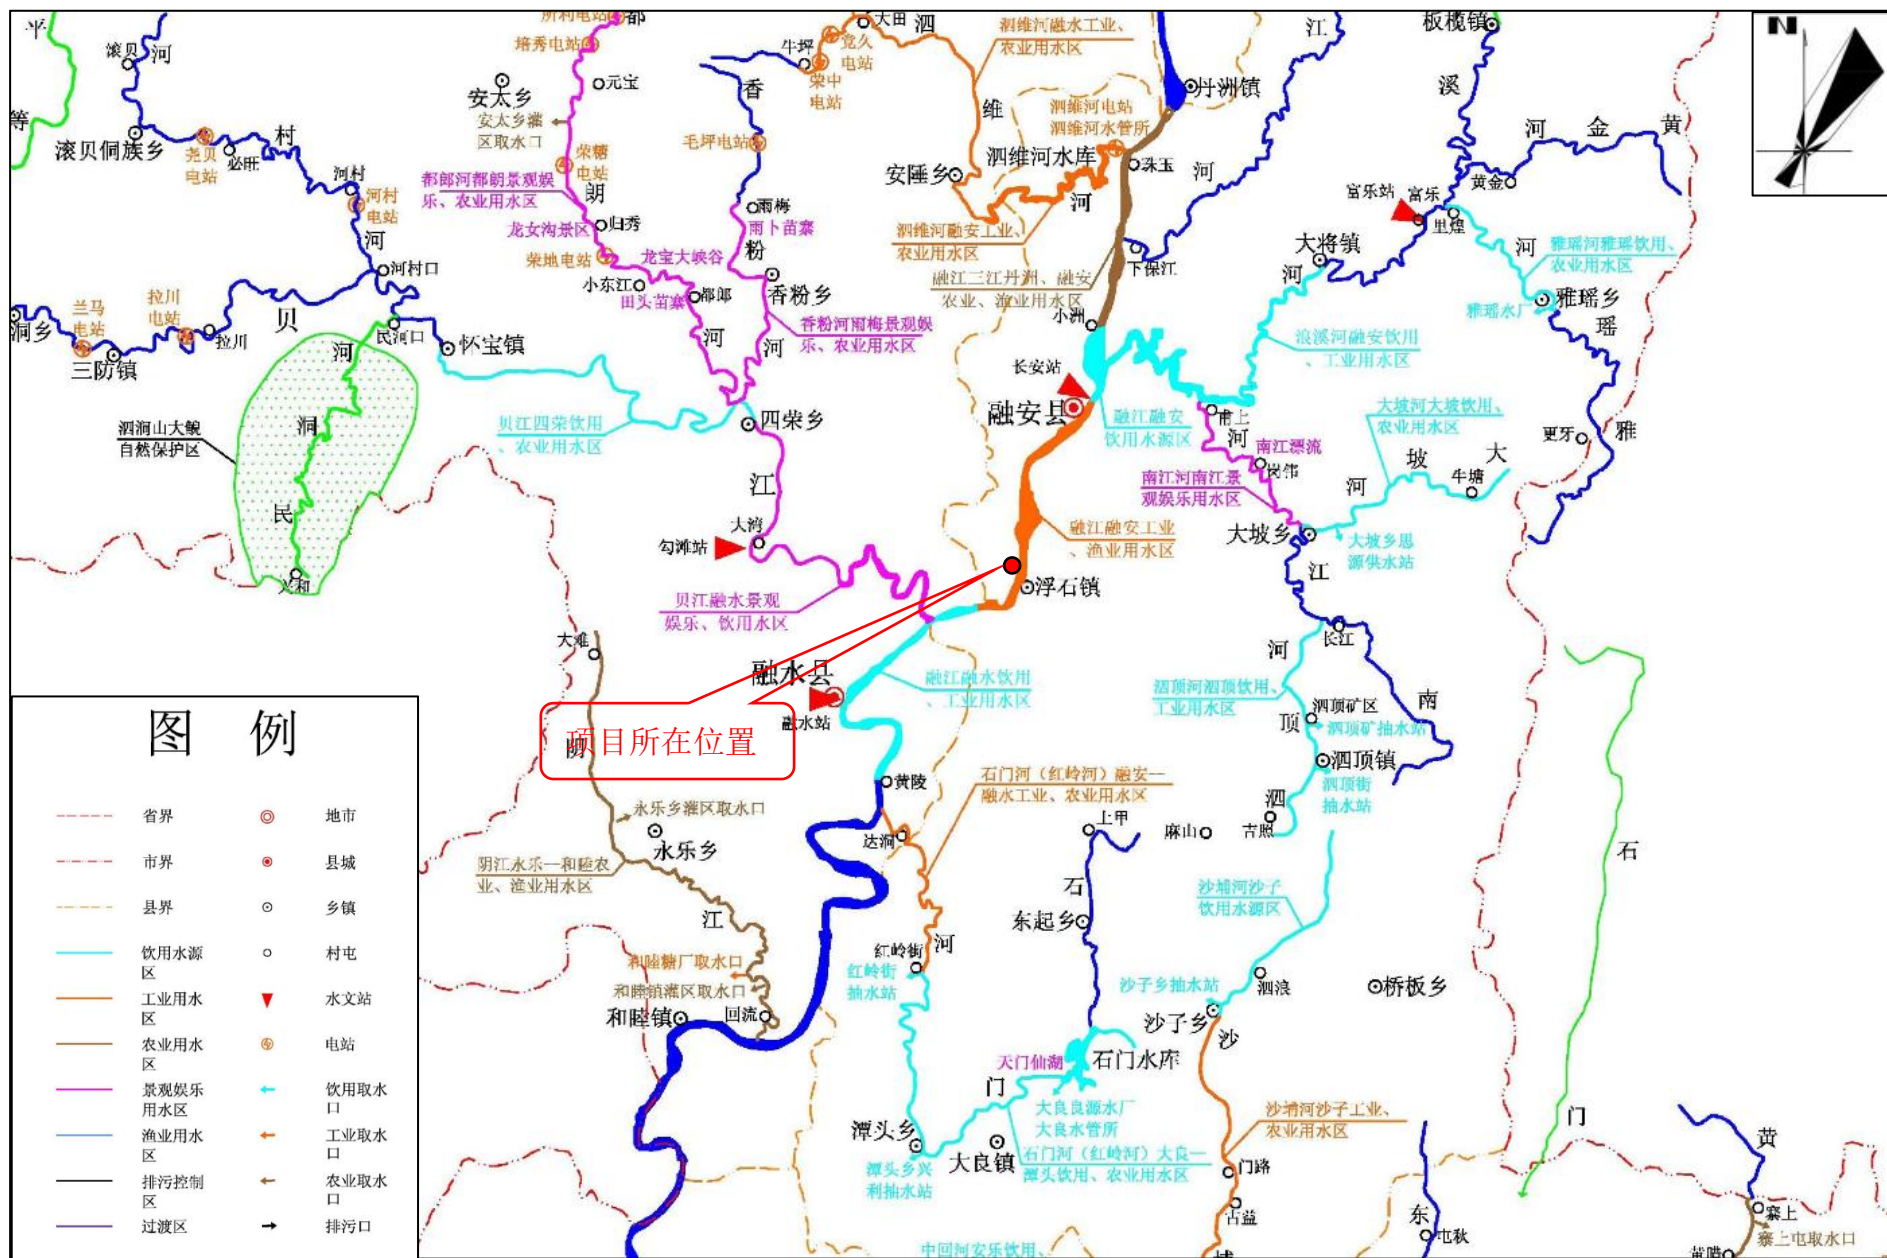 平
等
滚贝
河
滚贝侗族乡
尧贝
电站
必旺
村
河村
河村
电站
河
河村口
洞乡
兰马
电站
拉川
电站
三防镇
拉川
贝
民河口
怀宝镇
河
洞
民
泗涧山大鲵
自然保护区
兴和
所利电站
都
培秀电站
元宝
安太乡
安太乡灌
区取水口
荣塘
电站
朗
都郎河都朗景观娱
乐、农业用水区
龙女沟景区
归秀
荣地电站
小东江
龙宝大峡谷
田头苗寨
都郎
河
香
毛坪电站
雨梅
雨卜苗寨
粉
香粉乡
香粉河雨梅景观娱
乐、农业用水区
河
牛坪
荣中
电站
觉久
电站
大田
泗
维
泗维河融水工业、
农业用水区
泗维河电站
泗维河水管所
泗维河水库
安陲乡
河
泗维河融安工业、
农业用水区
丹洲镇
珠玉
江
河
下保江
融江三江丹洲、融安
农业、渔业用水区
小洲
长安站
融安县
融江融安
饮用水源区
板榄镇
溪
河
金
黄
黄金
富乐站
富乐
里煌
大将镇
河
浪溪河融安饮用
、工业用水区
河
雅瑶河雅瑶饮用、
农业用水区
雅瑶乡
雅瑶水厂
瑶
雅
更牙
大坡河大坡饮用、
农业用水区
坡
大
河
牛塘
甫上
河
南江漂流
岗伟
南江河南江景
观娱乐用水区
大坡乡
大坡乡思
源供水站
江
长江
南
贝江四荣饮用
、农业用水区
四荣乡
江
大湾
勾滩站
贝江融水景观
娱乐、饮用水区
融江融安工业
、渔业用水区
浮石镇
融水县
融水站
融江融水饮用
、工业用水区
项目所在位置
大滩
阴
黄陵
永乐乡灌区取水口
永乐乡
阴江永乐—和睦农
业、渔业用水区
江
和睦糖厂取水口
和睦镇灌区取水口
和睦镇
回流
石门河（红岭河）融安—
融水工业、农业用水区
达洞
红岭街
河
红岭街
抽水站
潭头乡
潭头乡兴
利抽水站
大良镇
门
天门仙湖
石门水库
大良良源水厂
大良水管所
石门河（红岭河）大良—
潭头饮用、农业用水区
中回河安乐饮用、
上甲
石
东起乡
麻山
古照
河
泗顶河泗顶饮用、
工业用水区
顶
泗顶矿区
泗顶矿抽水站
泗顶镇
泗顶街
抽水站
泗
沙埔河沙子
饮用水源区
沙子乡抽水站
泗浪
沙子乡
沙
桥板乡
沙埔河沙子工业、
农业用水区
门路
古益
东
屯秋
石
门
黄
寨上
寨上屯取水口
N
图 例
省界
地市
市界
县城
县界
乡镇
饮用水源
区
村屯
工业用水
区
水文站
农业用水
区
电站
景观娱乐
用水区
饮用取水
口
渔业用水
区
工业取水
口
排污控制
区
农业取水
口
过渡区
排污口